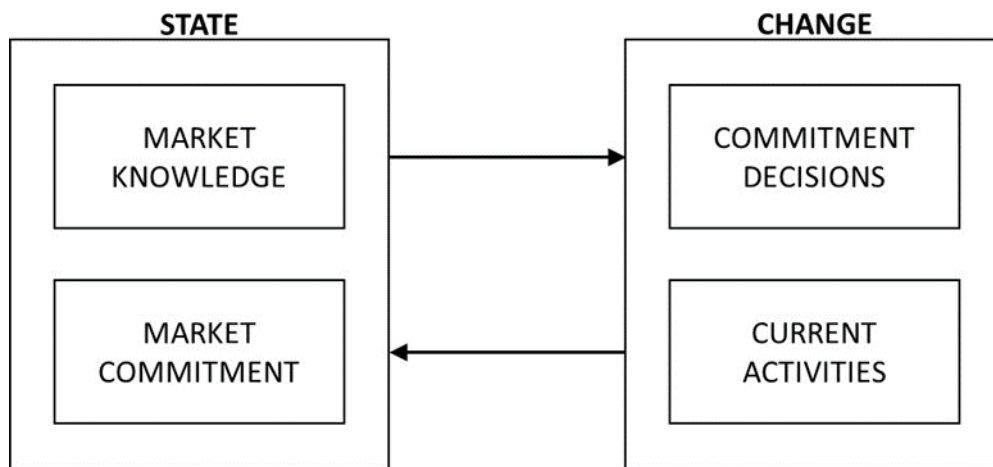 STATE
MARKET
KNOWLEDGE
MARKET
COMMITMENT
CHANGE
COMMITMENT
DECISIONS
CURRENT
ACTIVITIES